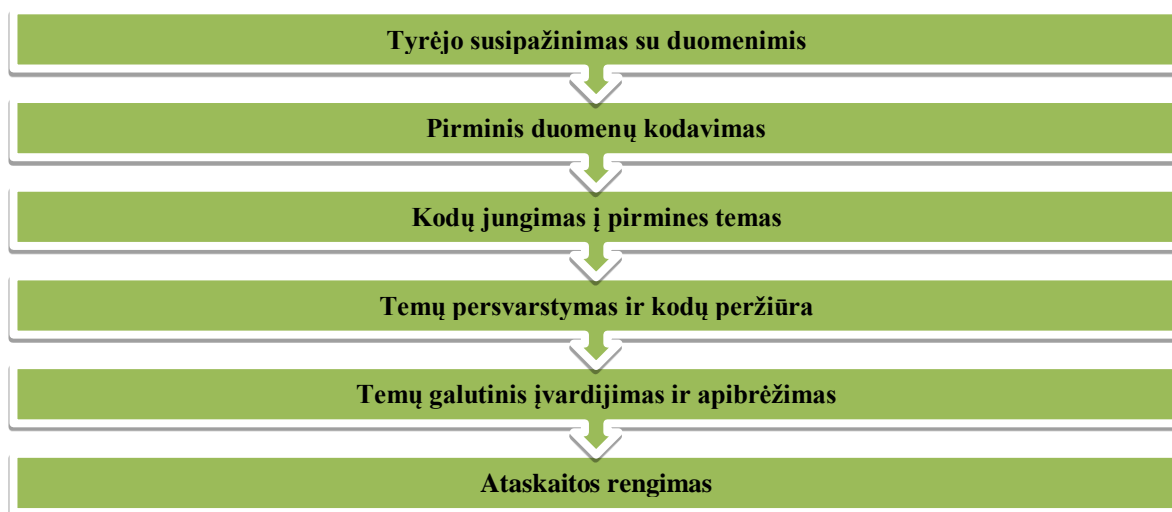 Tyrėjo susipažinimas su duomenimis
Pirminis duomenų kodavimas
Kodų jungimas į pirmines temas
Temų persvarstymas ir kodų peržiūra
Temų galutinis įvardijimas ir apibrėžimas
Ataskaitos rengimas